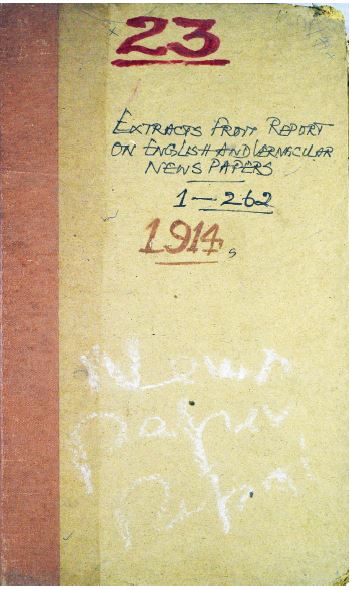 23
EXTRACTS FROM REPORT
ON ENGLISH AND VERNACULAR
NEWS PAPERS
1-262
1914
News
paper